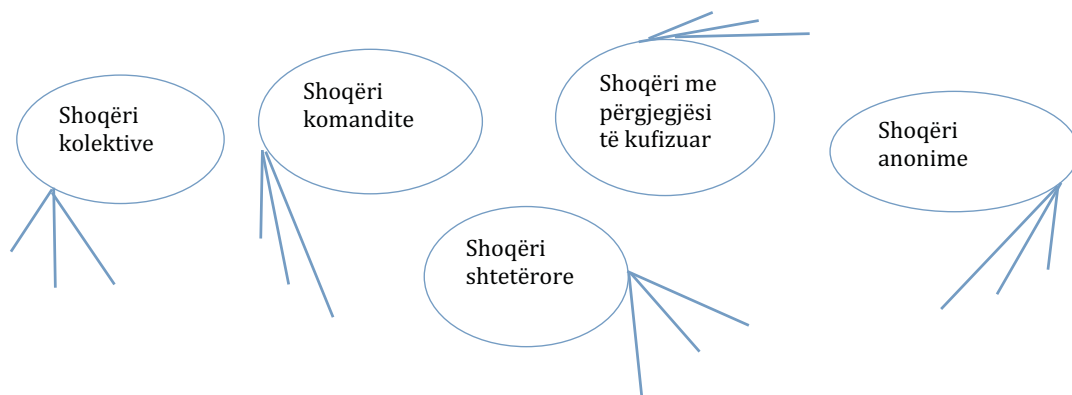 Shoqëri
kolektive
Shoqëri
komandite
Shoqëri me
përgjegjësi
të kufizuar
Shoqëri
anonime
Shoqëri
shtetërore